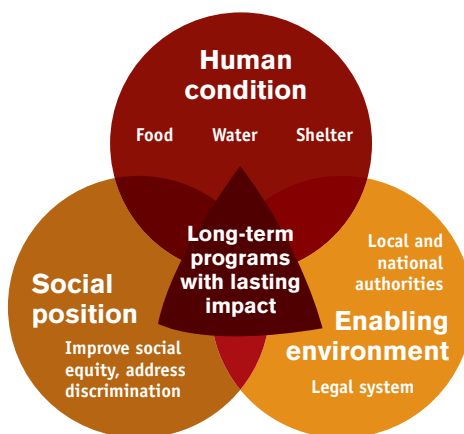 Human
condition
Food Water Shelter
Long-term
programs
with lasting
impact
Social
position
Improve social
equity, address
discrimination
Local and
national
authorities
Enabling
environment
Legal system